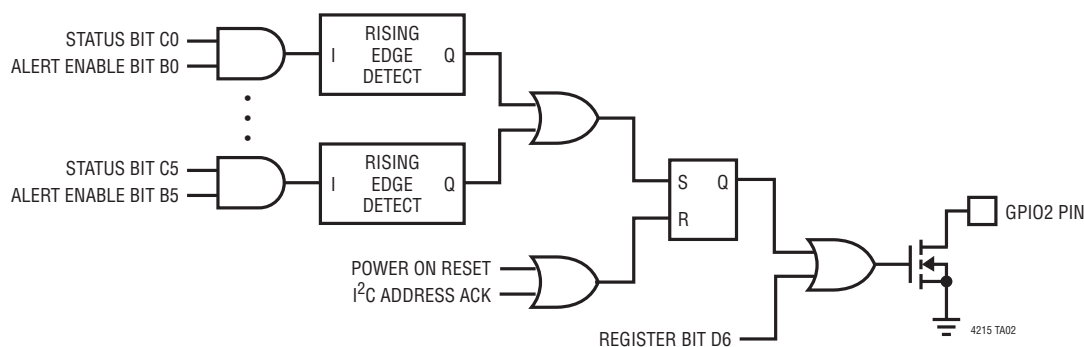 STATUS BIT C0
ALERT ENABLE BIT B0
I
RISING
EDGE
DETECT
Q
STATUS BIT C5
ALERT ENABLE BIT B5
I
RISING
EDGE
DETECT
Q
S
Q
R
GPIO2 PIN
POWER ON RESET
I²C ADDRESS ACK
REGISTER BIT D6
4215 TA02